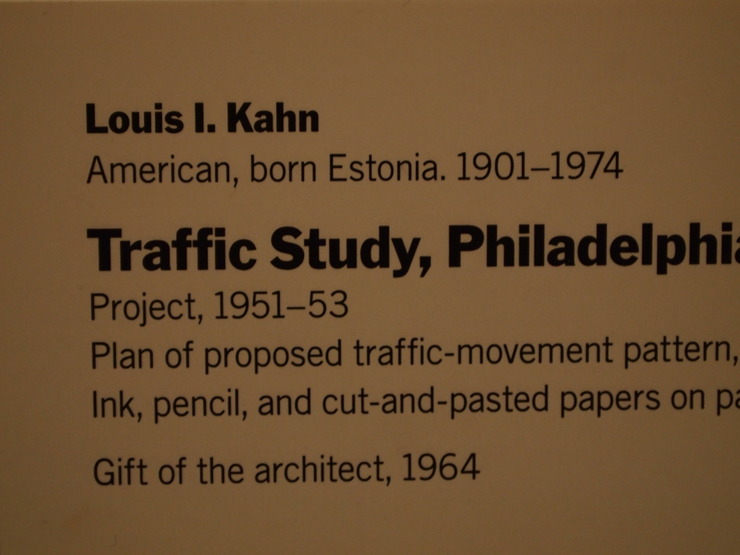 Louis I. Kahn
American, born Estonia. 1901–1974
Traffic Study, Philadelphia
Project, 1951–53
Plan of proposed traffic-movement pattern,
Ink, pencil, and cut-and-pasted papers on
Gift of the architect, 1964